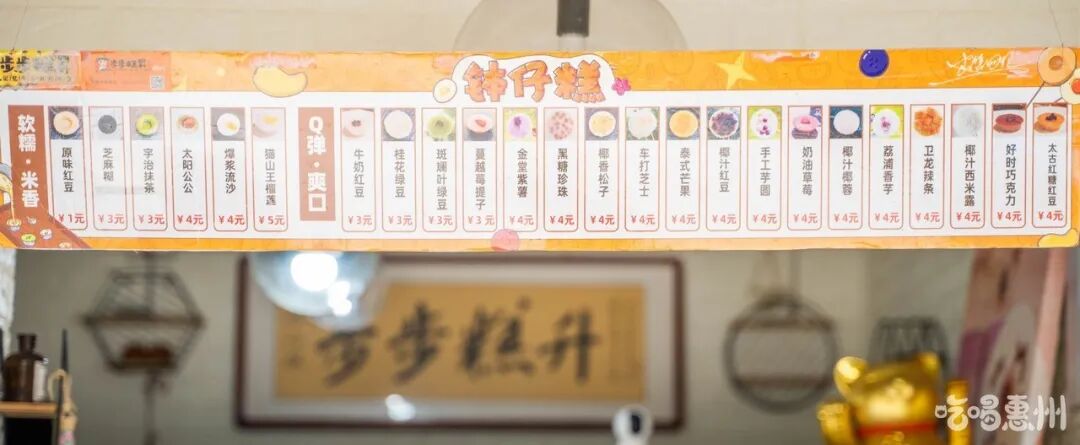 步步糕昇
步步糕昇
钵仔糕
软糯·米香
原味红豆
¥1元
芝麻糊
¥3元
宇治抹茶
¥3元
太阳公公
¥4元
爆浆流沙
¥4元
猫山王榴莲
¥5元
Q弹·爽口
牛奶红豆
¥3元
桂花绿豆
¥3元
斑斓叶绿豆
¥3元
蔓越莓提子
¥3元
金堂紫薯
¥4元
黑糖珍珠
¥4元
椰香松子
¥4元
车打芝士
¥4元
泰式芒果
¥4元
椰汁红豆
¥4元
手工芋圆
¥4元
奶油草莓
¥4元
椰汁椰蓉
¥4元
荔浦香芋
¥4元
卫龙辣条
¥4元
椰汁西米露
¥4元
好时巧克力
¥4元
太古红糖红豆
¥4元
步步糕升
吃喝惠州